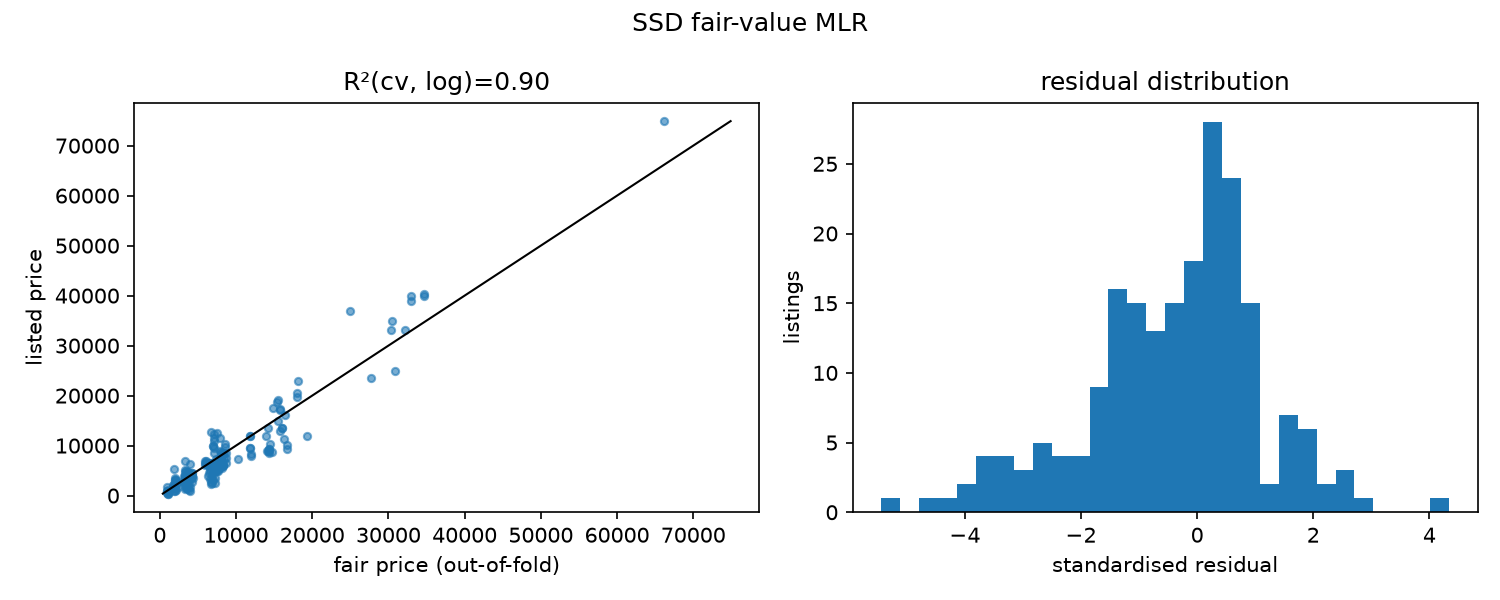 SSD fair-value MLR
R²(cv, log)=0.90
listed price
70000
60000
50000
40000
30000
20000
10000
0
0 10000 20000 30000 40000 50000 60000 70000
fair price (out-of-fold)
residual distribution
listings
25
20
15
10
5
0
−4 −2 0 2 4
standardised residual